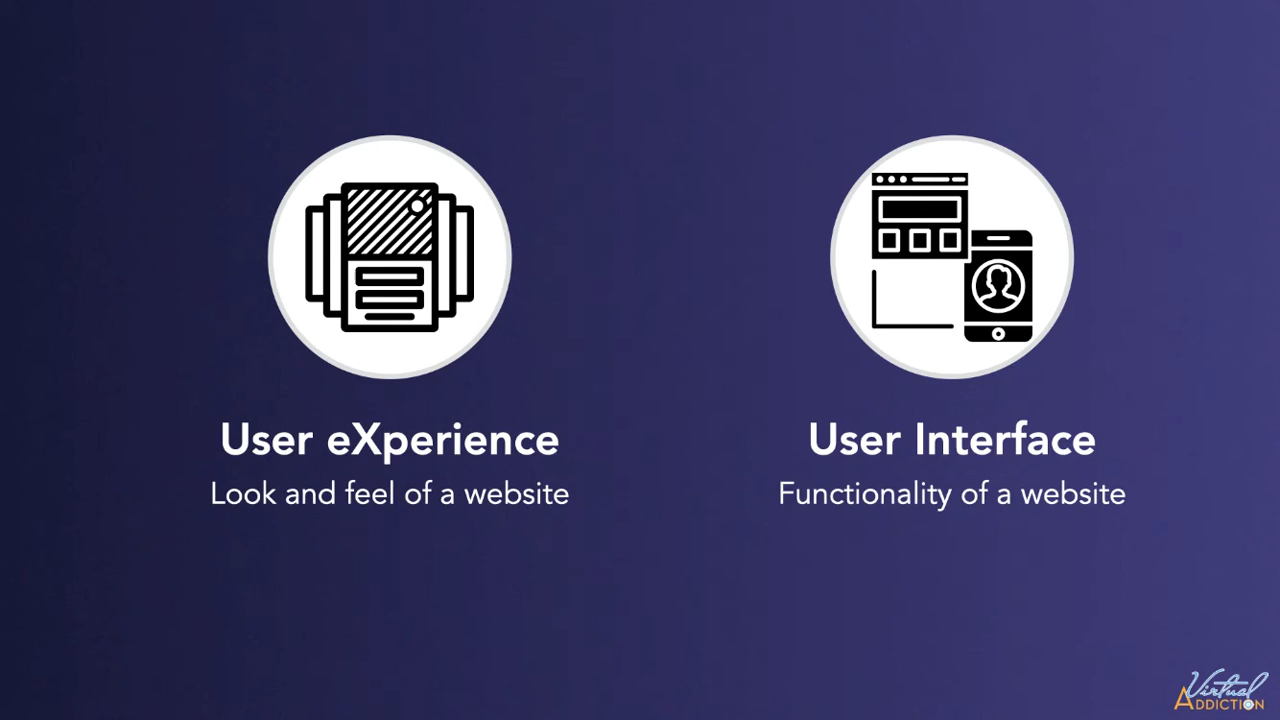 User eXperience
Look and feel of a website
User Interface
Functionality of a website
Virtual
ADDICTION